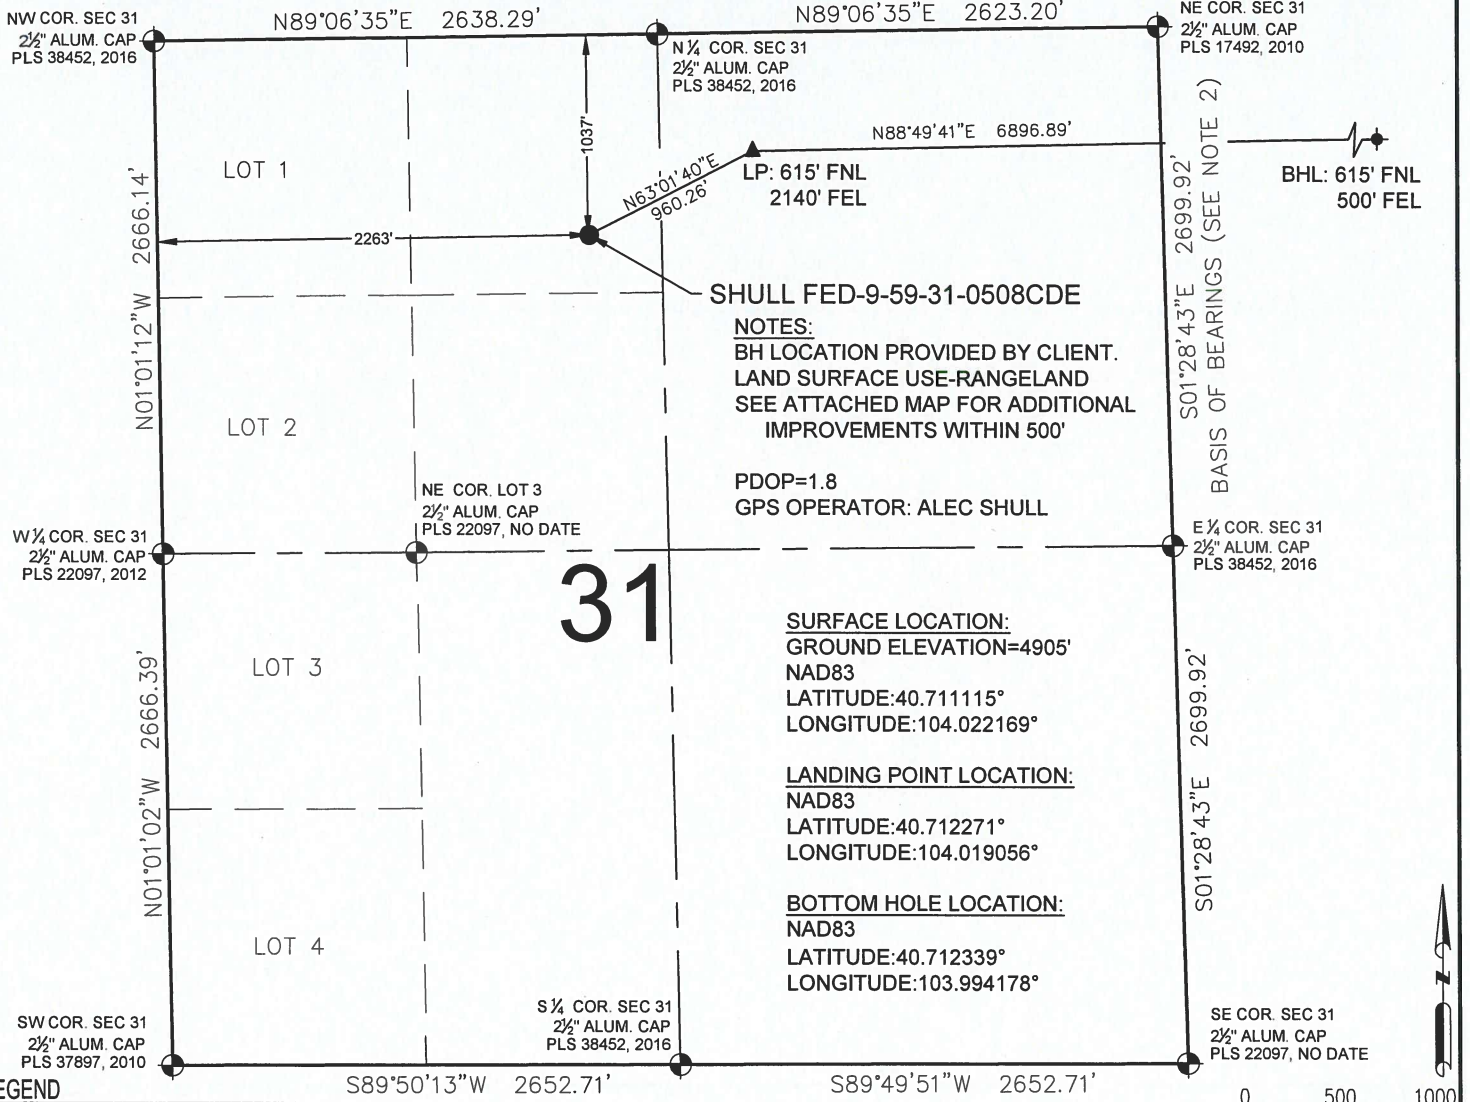 NW COR. SEC 31
2½" ALUM. CAP
PLS 38452, 2016
N89°06'35"E 2638.29'
N ¼ COR. SEC 31
2½" ALUM. CAP
PLS 38452, 2016
N89°06'35"E 2623.20'
NE COR. SEC 31
2½" ALUM. CAP
PLS 17492, 2010
1037'
N88°49'41"E 6896.89'
LOT 1
N63°01'40"E
960.26'
LP: 615' FNL
2140' FEL
BHL: 615' FNL
500' FEL
2263'
N01°01'12"W 2666.14'
S01°28'43"E 2699.92'
BASIS OF BEARINGS (SEE NOTE 2)
SHULL FED-9-59-31-0508CDE
NOTES:
BH LOCATION PROVIDED BY CLIENT.
LAND SURFACE USE-RANGELAND
SEE ATTACHED MAP FOR ADDITIONAL
IMPROVEMENTS WITHIN 500'
LOT 2
PDOP=1.8
GPS OPERATOR: ALEC SHULL
NE COR. LOT 3
2½" ALUM. CAP
PLS 22097, NO DATE
W ¼ COR. SEC 31
2½" ALUM. CAP
PLS 22097, 2012
E ¼ COR. SEC 31
2½" ALUM. CAP
PLS 38452, 2016
31
SURFACE LOCATION:
GROUND ELEVATION=4905'
NAD83
LATITUDE:40.711115°
LONGITUDE:104.022169°
LOT 3
N01°01'02"W 2666.39'
S01°28'43"E 2699.92'
LANDING POINT LOCATION:
NAD83
LATITUDE:40.712271°
LONGITUDE:104.019056°
BOTTOM HOLE LOCATION:
NAD83
LATITUDE:40.712339°
LONGITUDE:103.994178°
LOT 4
N
SW COR. SEC 31
2½" ALUM. CAP
PLS 37897, 2010
S ¼ COR. SEC 31
2½" ALUM. CAP
PLS 38452, 2016
SE COR. SEC 31
2½" ALUM. CAP
PLS 22097, NO DATE
EGEND
S89°50'13"W 2652.71'
S89°49'51"W 2652.71'
0 500 1000